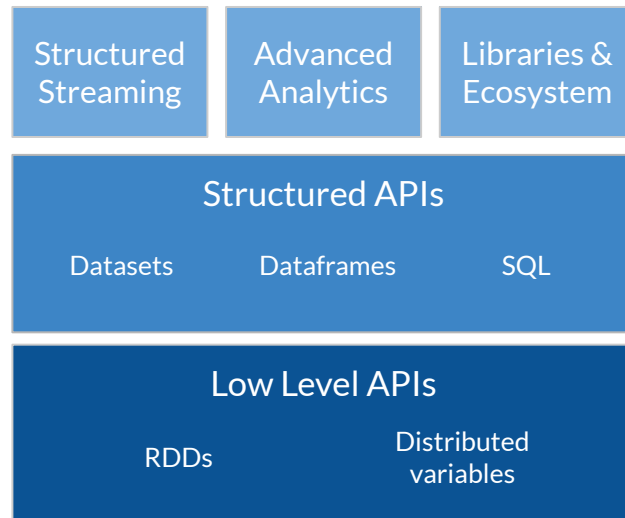 Structured
Streaming
Advanced
Analytics
Libraries &
Ecosystem
Structured APIs
Datasets
Dataframes
SQL
Low Level APIs
RDDs
Distributed
variables